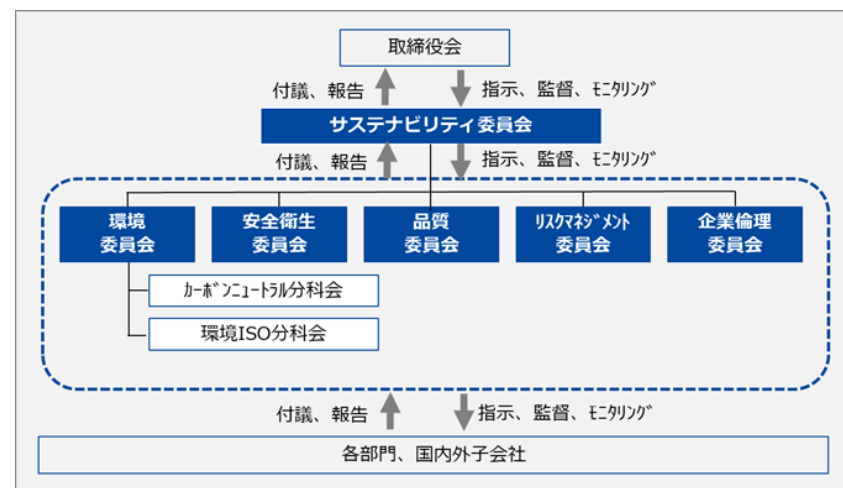 取締役会
付議、報告
指示、監督、ﾓﾆﾀﾘﾝｸﾞ
サステナビリティ委員会
付議、報告
指示、監督、ﾓﾆﾀﾘﾝｸﾞ
環境
委員会
安全衛生
委員会
品質
委員会
ﾘｽｸﾏﾈｼﾞﾒﾝﾄ
委員会
企業倫理
委員会
ｶｰﾎﾞﾝﾆｭｰﾄﾗﾙ分科会
環境ISO分科会
付議、報告
指示、監督、ﾓﾆﾀﾘﾝｸﾞ
各部門、国内外子会社